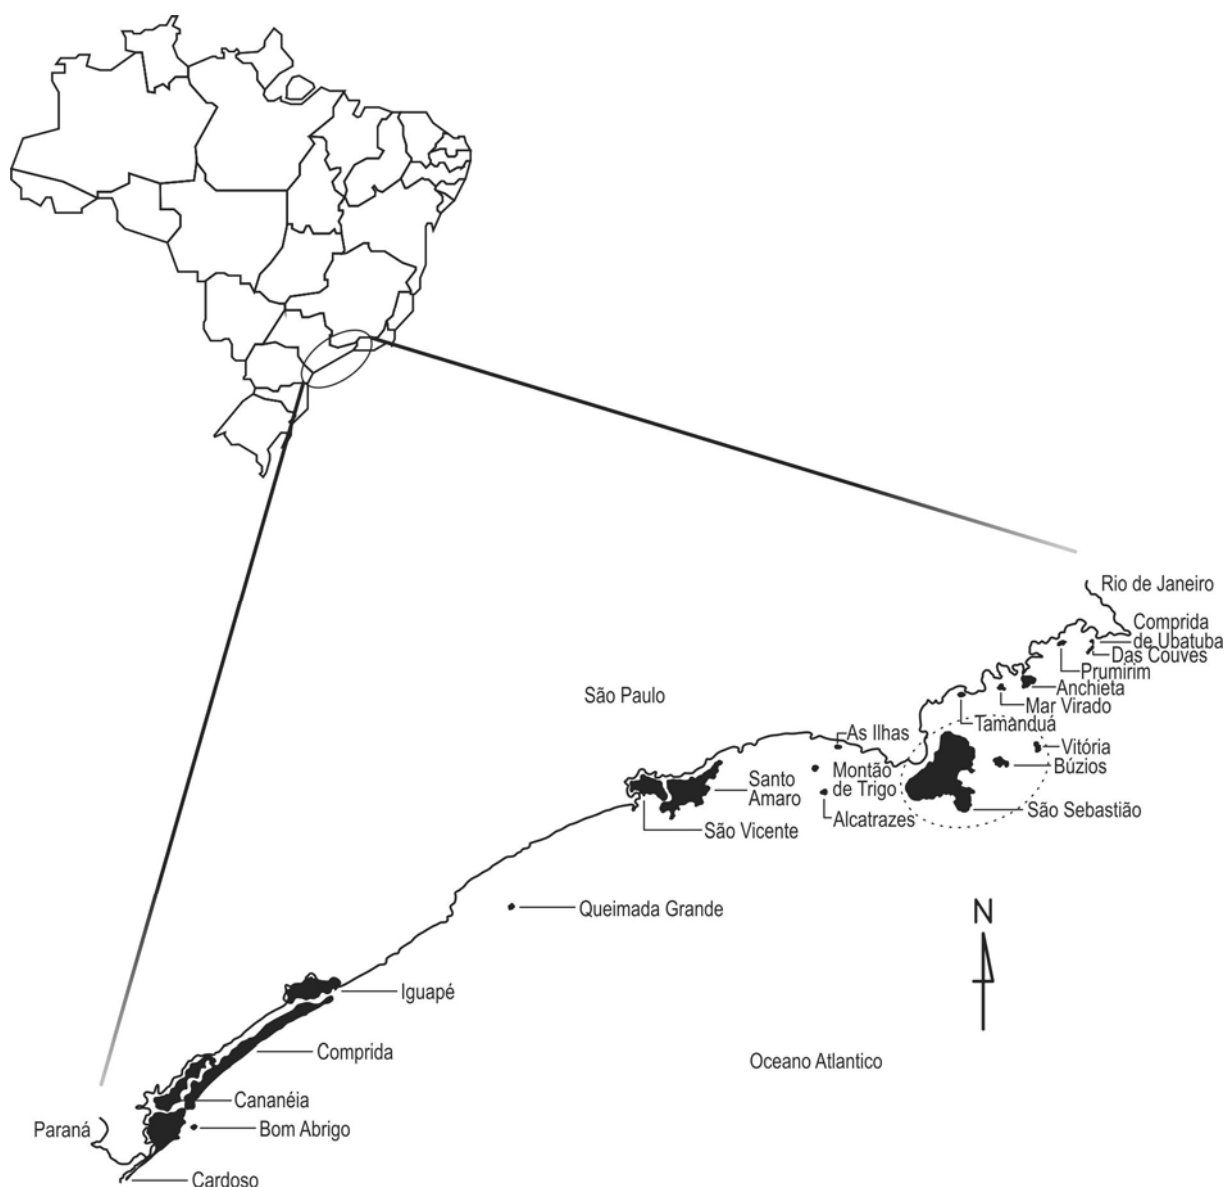 Rio de Janeiro
Comprida
de Ubatuba
Das Couves
Prumirim
Anchieta
Mar Virado
Tamanduá
São Paulo
As Ilhas
Vitória
Búzios
Montão
de Trigo
Santo
Amaro
São Sebastião
Alcatrazes
São Vicente
Queimada Grande
N
Iguapé
Comprida
Oceano Atlantico
Cananéia
Paraná
Bom Abrigo
Cardoso